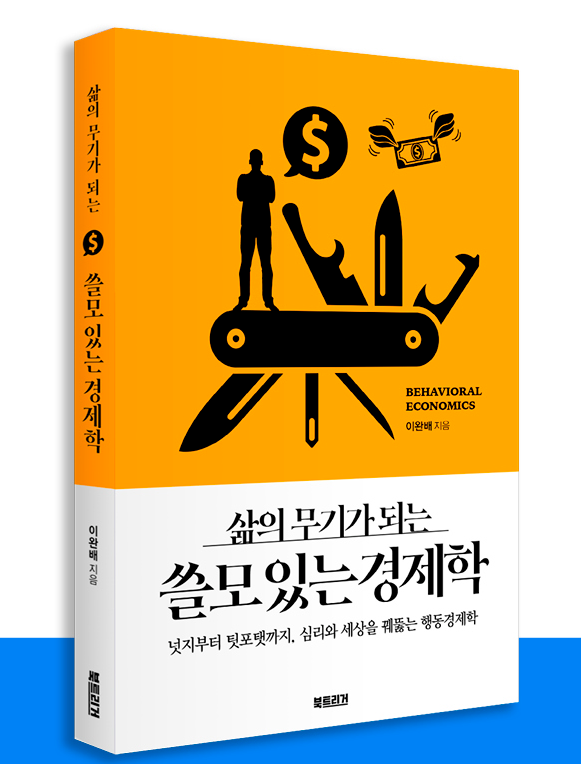 삶의 무기가 되는
쓸모 있는 경제학
이완배 지음
북트리거
$
$
BEHAVIORAL
ECONOMICS
이완배 지음
삶의 무기가 되는
쓸모 있는 경제학
넛지부터 팃포탯까지, 심리와 세상을 꿰뚫는 행동경제학
북트리거